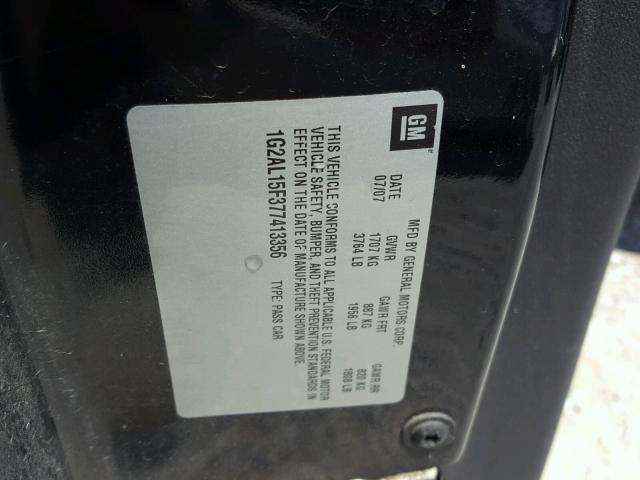 GM
MFD BY GENERAL MOTORS CORP.
DATE GVWR GAWR FRT GAWR RR
07/07 1707 KG 887 KG 820 KG
3764 LB 1956 LB 1808 LB
THIS VEHICLE CONFORMS TO ALL APPLICABLE U.S. FEDERAL MOTOR
VEHICLE SAFETY, BUMPER, AND THEFT PREVENTION STANDARDS IN
EFFECT ON THE DATE OF MANUFACTURE SHOWN ABOVE.
1G2AL15F377413356 TYPE: PASS CAR